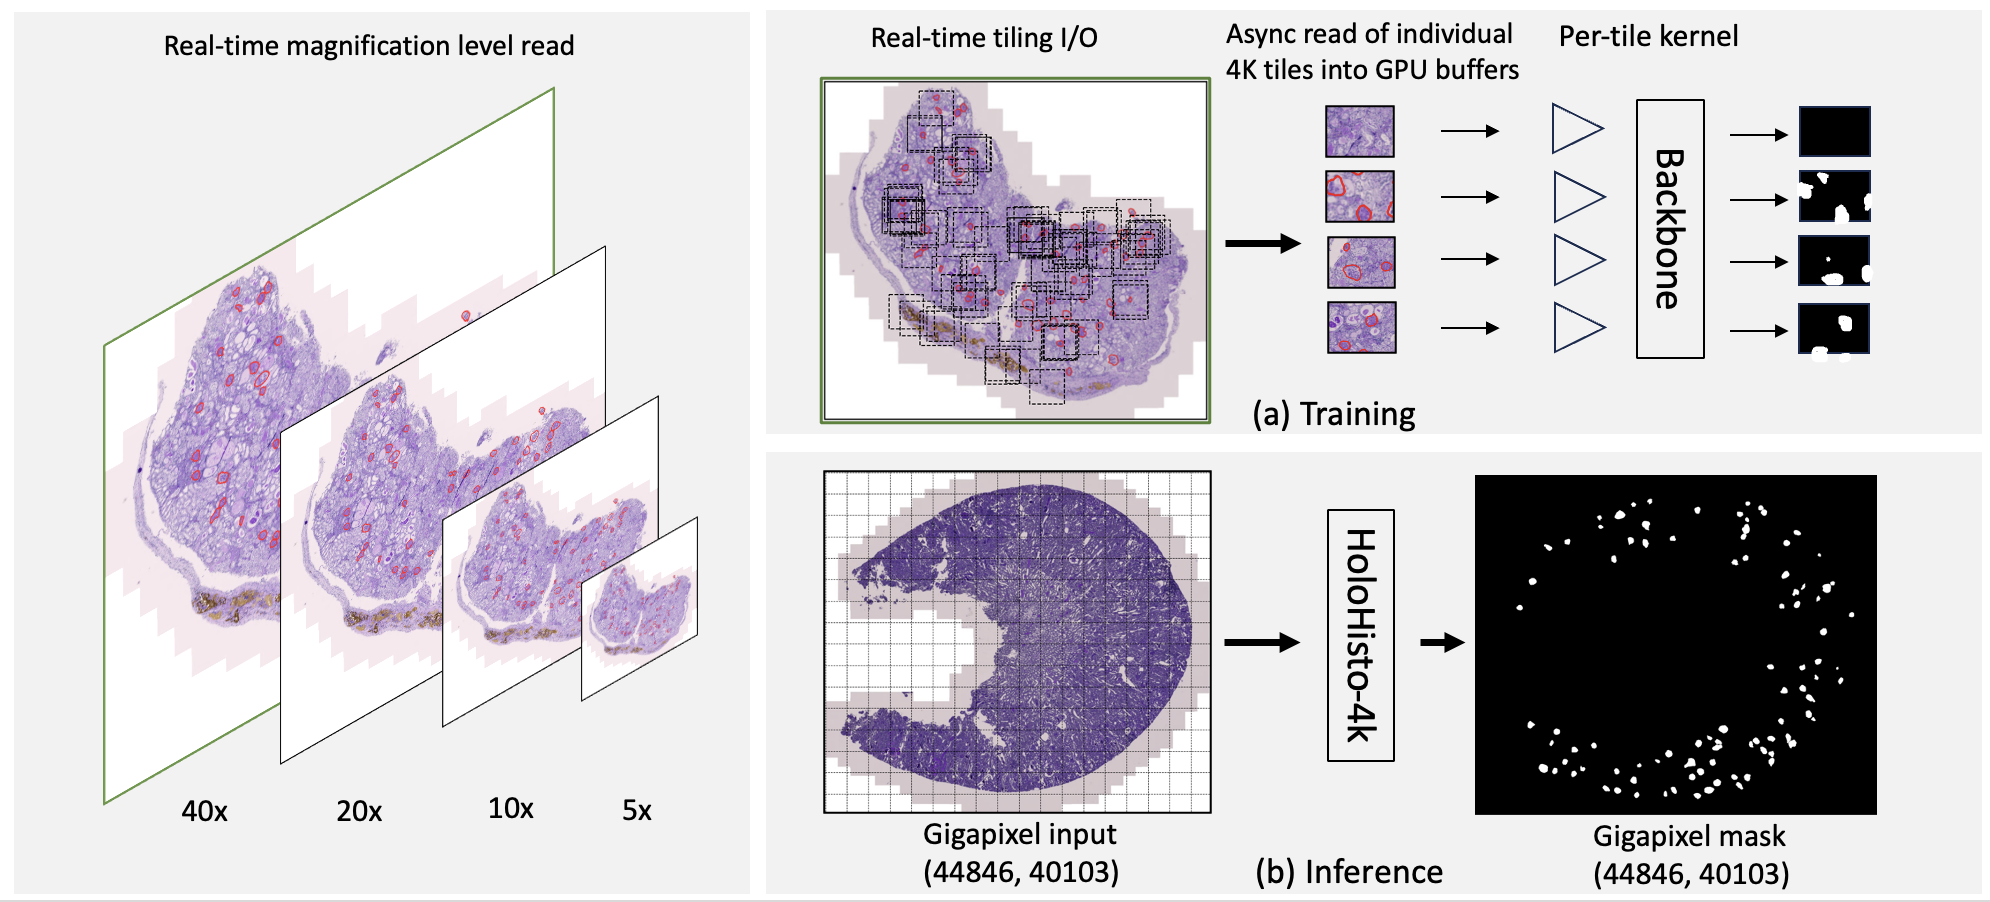 Real-time magnification level read
40x
20x
10x
5x
Real-time tiling I/O
Async read of individual
4K tiles into GPU buffers
Per-tile kernel
Backbone
(a) Training
HoloHisto-4k
Gigapixel input
(44846, 40103)
(b) Inference
Gigapixel mask
(44846, 40103)